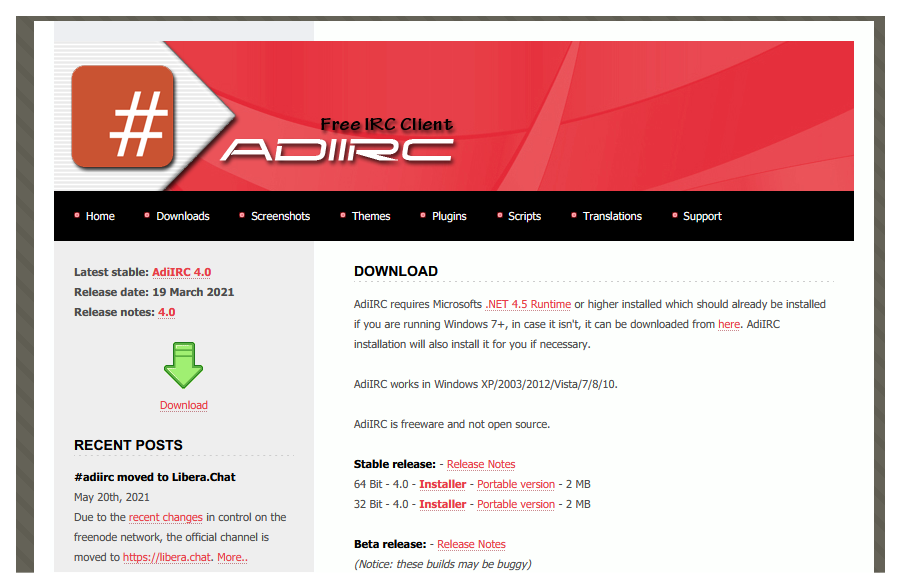 #
Free IRC Client
ADIIRC
Home Downloads Screenshots Themes Plugins Scripts Translations Support
Latest stable: AdiIRC 4.0
Release date: 19 March 2021
Release notes: 4.0
Download
RECENT POSTS
#adiirc moved to Libera.Chat
May 20th, 2021
Due to the recent changes in control on the
freenode network, the official channel is
moved to https://libera.chat. More..
DOWNLOAD
AdiIRC requires Microsofts .NET 4.5 Runtime or higher installed which should already be installed
if you are running Windows 7+, in case it isn't, it can be downloaded from here. AdiIRC
installation will also install it for you if necessary.
AdiIRC works in Windows XP/2003/2012/Vista/7/8/10.
AdiIRC is freeware and not open source.
Stable release: - Release Notes
64 Bit - 4.0 - Installer - Portable version - 2 MB
32 Bit - 4.0 - Installer - Portable version - 2 MB
Beta release: - Release Notes
(Notice: these builds may be buggy)